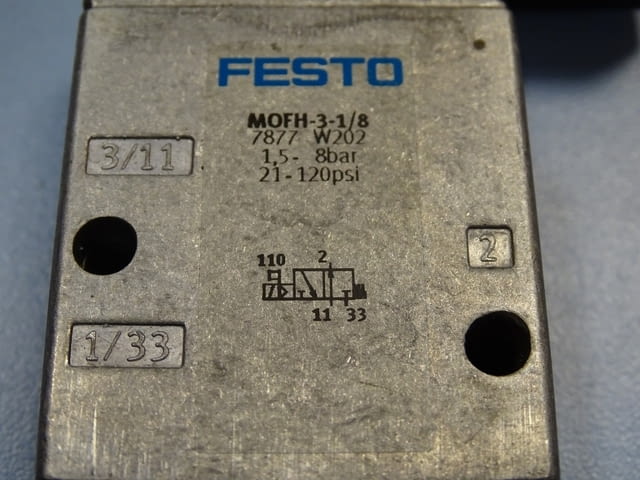 FESTO
MOFH-3-1/8
7877 W202
1,5- 8bar
21-120psi
3/11
2
110 2
11 33
1/33